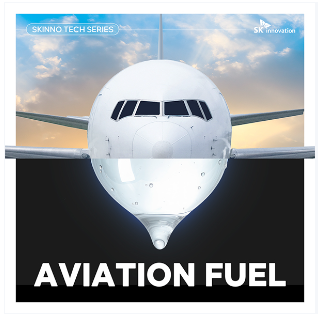 SKINNO TECH SERIES
SK innovation
AVIATION FUEL